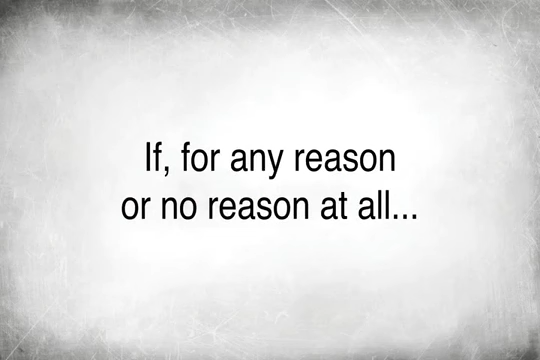 If, for any reason
or no reason at all...